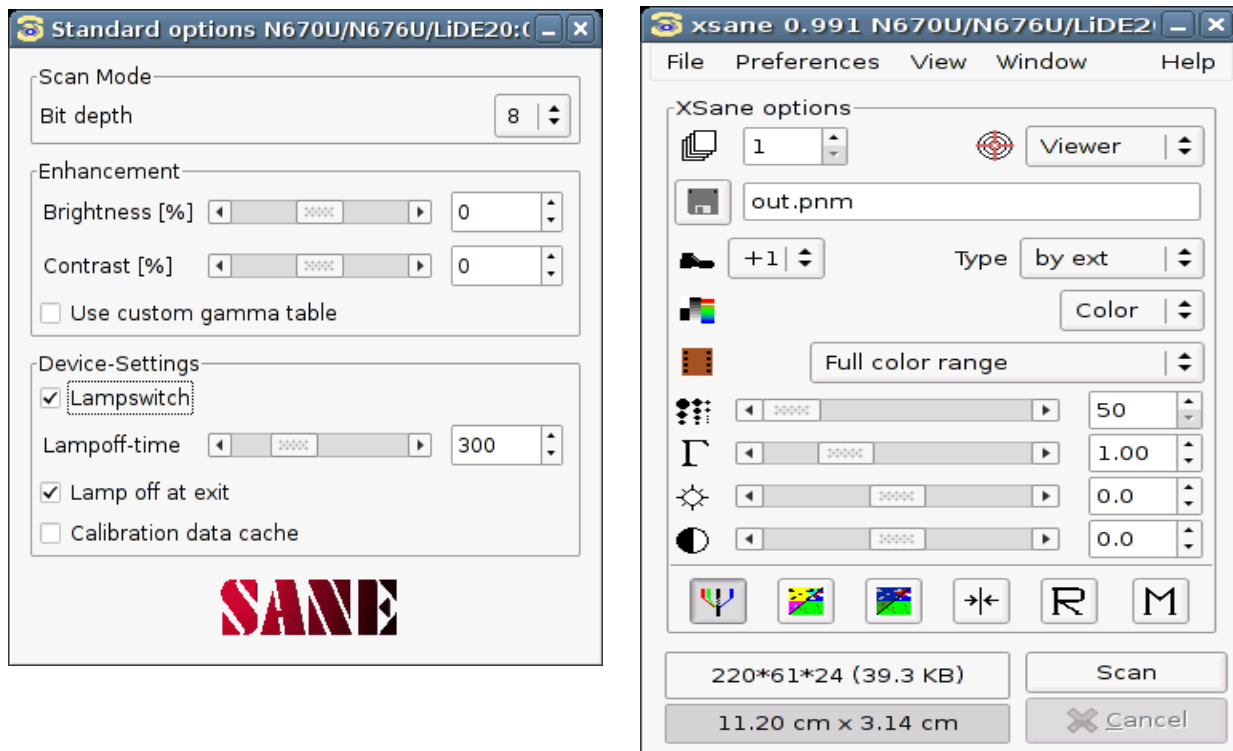 Standard options N670U/N676U/LiDE20:(
Scan Mode
Bit depth 8
Enhancement
Brightness [%] 0
Contrast [%] 0
Use custom gamma table
Device-Settings
Lampswitch
Lampoff-time 300
Lamp off at exit
Calibration data cache
SANE
xsane 0.991 N670U/N676U/LiDE2
File Preferences View Window Help
XSane options
1 Viewer
out.pnm
+1 Type by ext
Color
Full color range
50
Γ 1.00
0.0
0.0
R M
220*61*24 (39.3 KB) Scan
11.20 cm x 3.14 cm Cancel